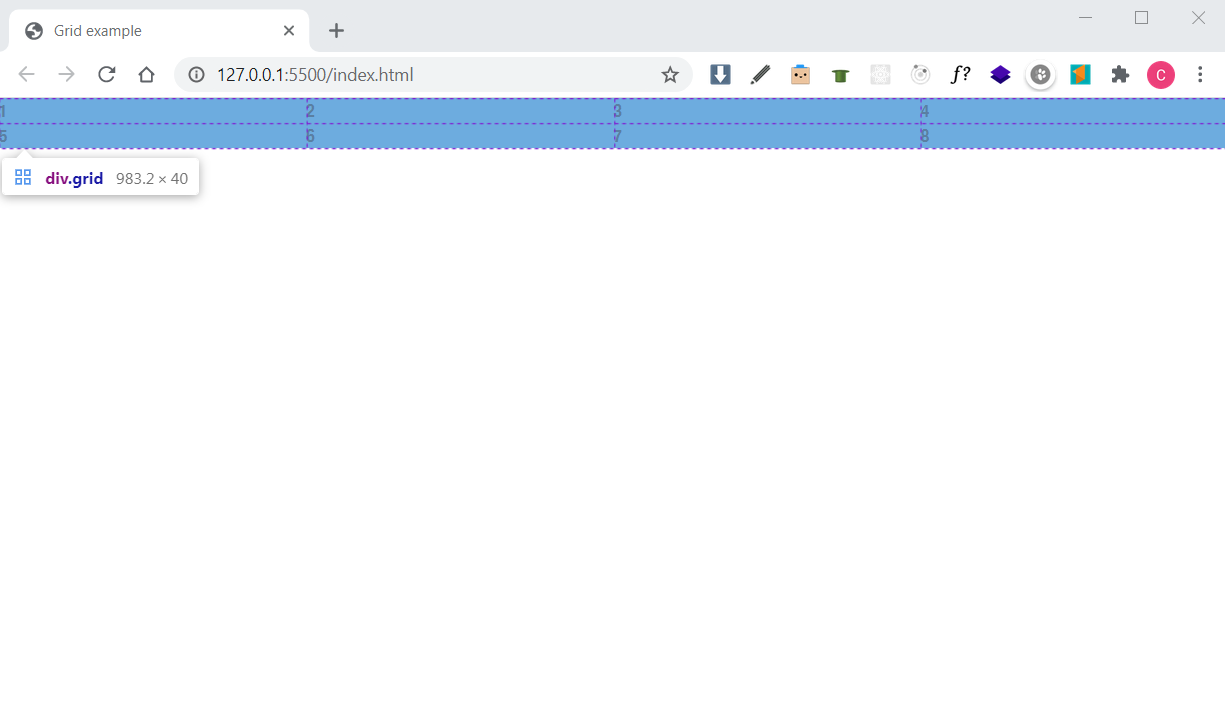 Grid example
127.0.0.1:5500/index.html
f?
C
1 2 3 4
5 6 7 8
div.grid 983.2 × 40